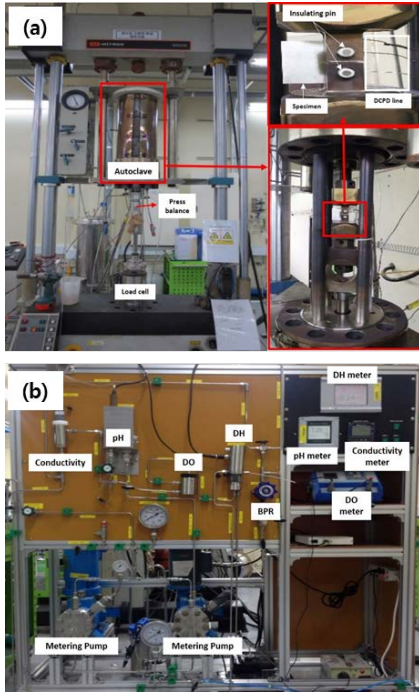 (a)
Autoclave
Press
balance
Load cell
Insulating pin
Specimen
DCPD line
(b)
Conductivity
pH
DO
DH
BPR
DH meter
pH meter
Conductivity
meter
DO
meter
Metering Pump
Metering Pump